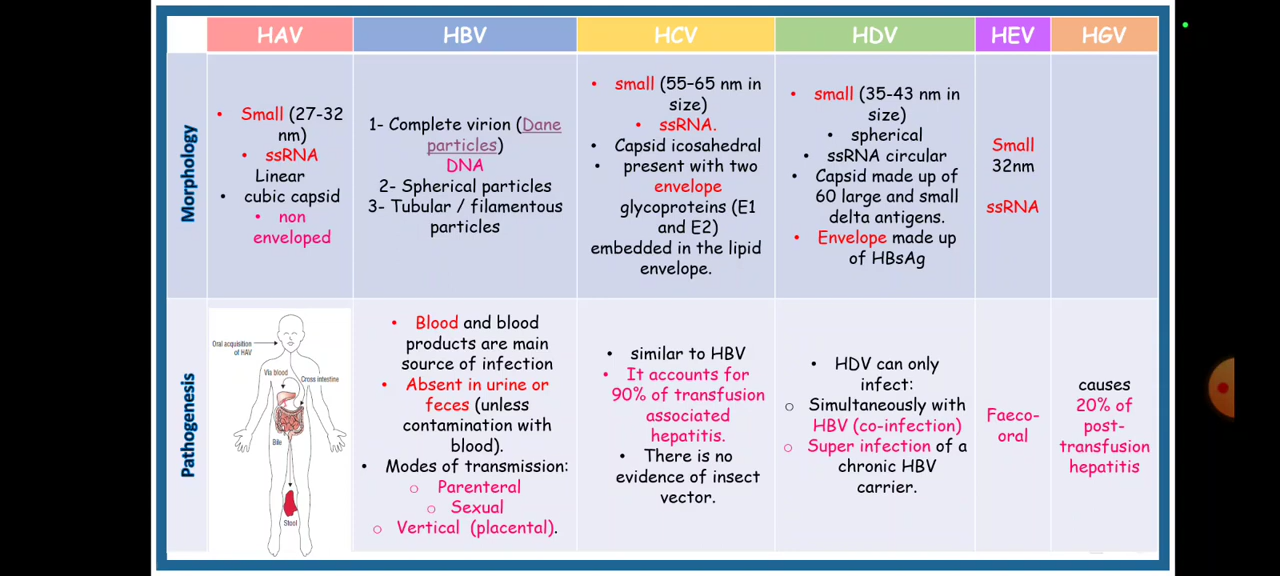 HAV
HBV
HCV
HDV
HEV
HGV
Morphology
• Small (27-32
nm)
• ssRNA
Linear
• cubic capsid
• non
enveloped
1- Complete virion (Dane
particles)
DNA
2- Spherical particles
3- Tubular / filamentous
particles
• small (55-65 nm in
size)
• ssRNA.
• Capsid icosahedral
• present with two
envelope
glycoproteins (E1
and E2)
embedded in the lipid
envelope.
• small (35-43 nm in
size)
• spherical
• ssRNA circular
• Capsid made up of
60 large and small
delta antigens.
• Envelope made up
of HBsAg
Small
32nm
ssRNA
Pathogenesis
Oral acquisition
of HAV
Via blood
Cross intestine
Bile
Stool
• Blood and blood
products are main
source of infection
• Absent in urine or
feces (unless
contamination with
blood).
• Modes of transmission:
○ Parenteral
○ Sexual
○ Vertical (placental).
• similar to HBV
• It accounts for
90% of transfusion
associated
hepatitis.
• There is no
evidence of insect
vector.
• HDV can only
infect:
○ Simultaneously with
HBV (co-infection)
○ Super infection of a
chronic HBV
carrier.
Faeco-
oral
causes
20% of
post-
transfusion
hepatitis